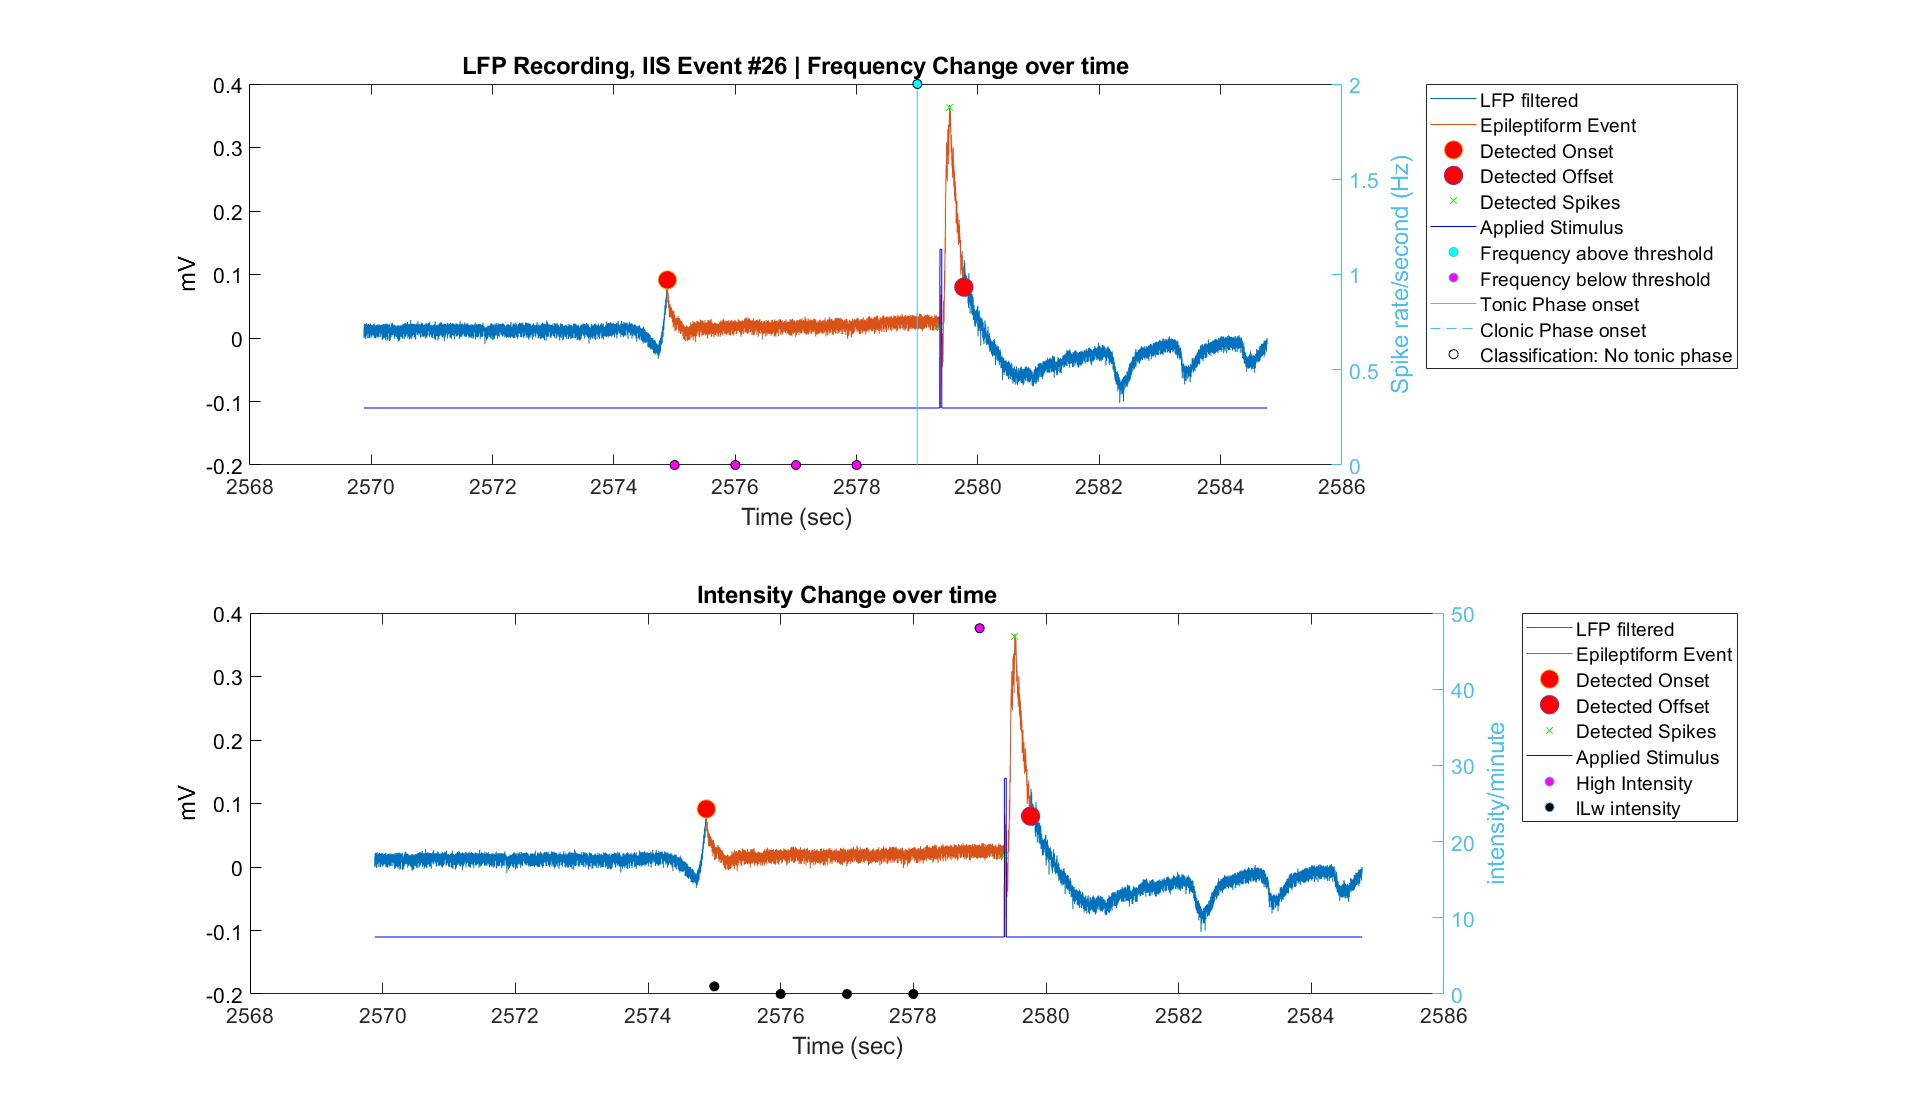 LFP Recording, IIS Event #26 | Frequency Change over time
0.4
0.3
0.2
0.1
0
-0.1
-0.2
mV
2568 2570 2572 2574 2576 2578 2580 2582 2584 2586
Time (sec)
2
1.5
1
0.5
0
Spike rate/second (Hz)
LFP filtered
Epileptiform Event
Detected Onset
Detected Offset
Detected Spikes
Applied Stimulus
Frequency above threshold
Frequency below threshold
Tonic Phase onset
Clonic Phase onset
Classification: No tonic phase
Intensity Change over time
0.4
0.3
0.2
0.1
0
-0.1
-0.2
mV
2568 2570 2572 2574 2576 2578 2580 2582 2584 2586
Time (sec)
50
40
30
20
10
0
intensity/minute
LFP filtered
Epileptiform Event
Detected Onset
Detected Offset
Detected Spikes
Applied Stimulus
High Intensity
lLw intensity